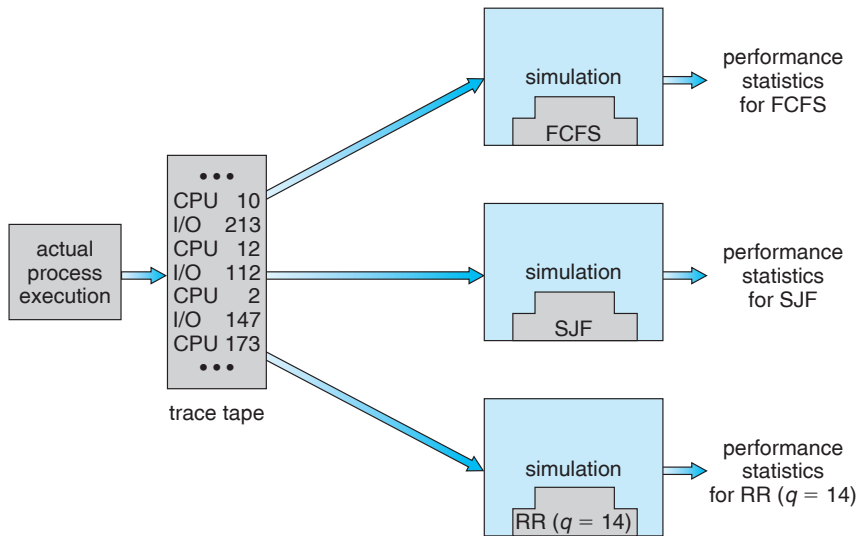 actual
process
execution
• • •
CPU 10
I/O 213
CPU 12
I/O 112
CPU 2
I/O 147
CPU 173
• • •
trace tape
simulation
FCFS
performance
statistics
for FCFS
simulation
SJF
performance
statistics
for SJF
simulation
RR (q = 14)
performance
statistics
for RR (q = 14)